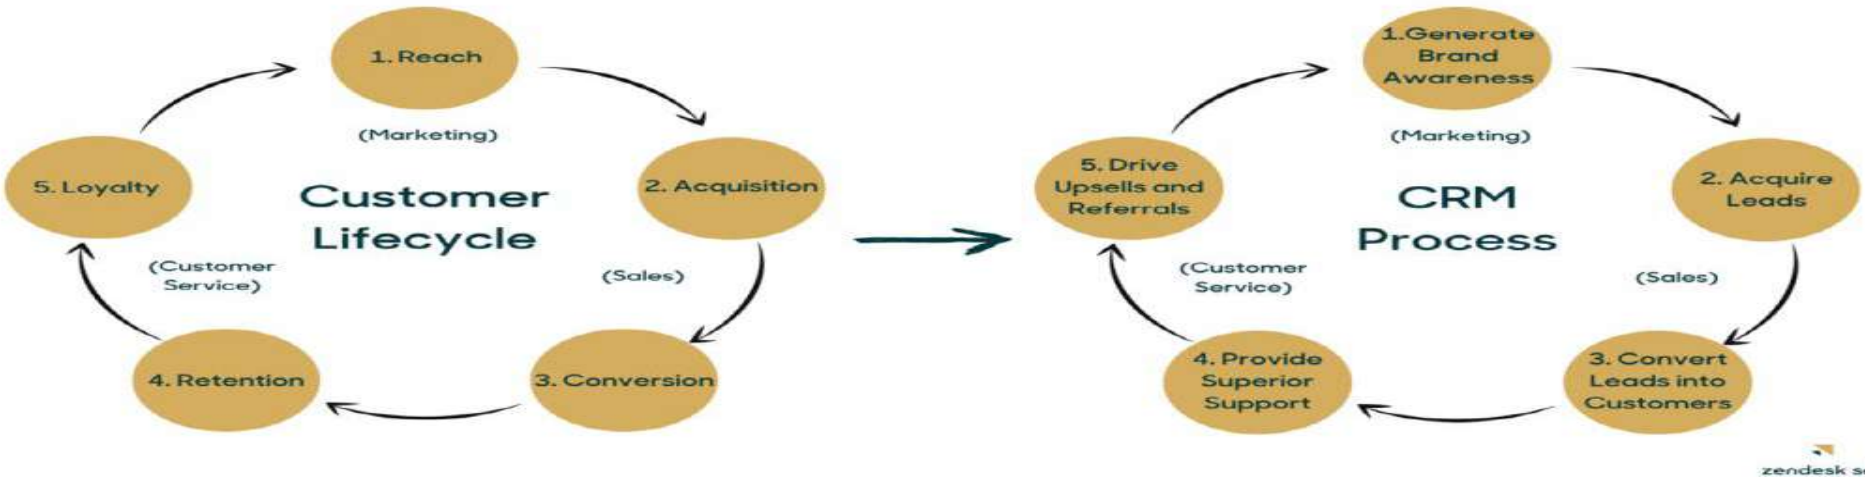 1. Reach
(Marketing)
2. Acquisition
(Sales)
3. Conversion
4. Retention
(Customer
Service)
5. Loyalty
Customer
Lifecycle
1.Generate
Brand
Awareness
(Marketing)
2. Acquire
Leads
(Sales)
3. Convert
Leads into
Customers
4. Provide
Superior
Support
(Customer
Service)
5. Drive
Upsells and
Referrals
CRM
Process
zendesk